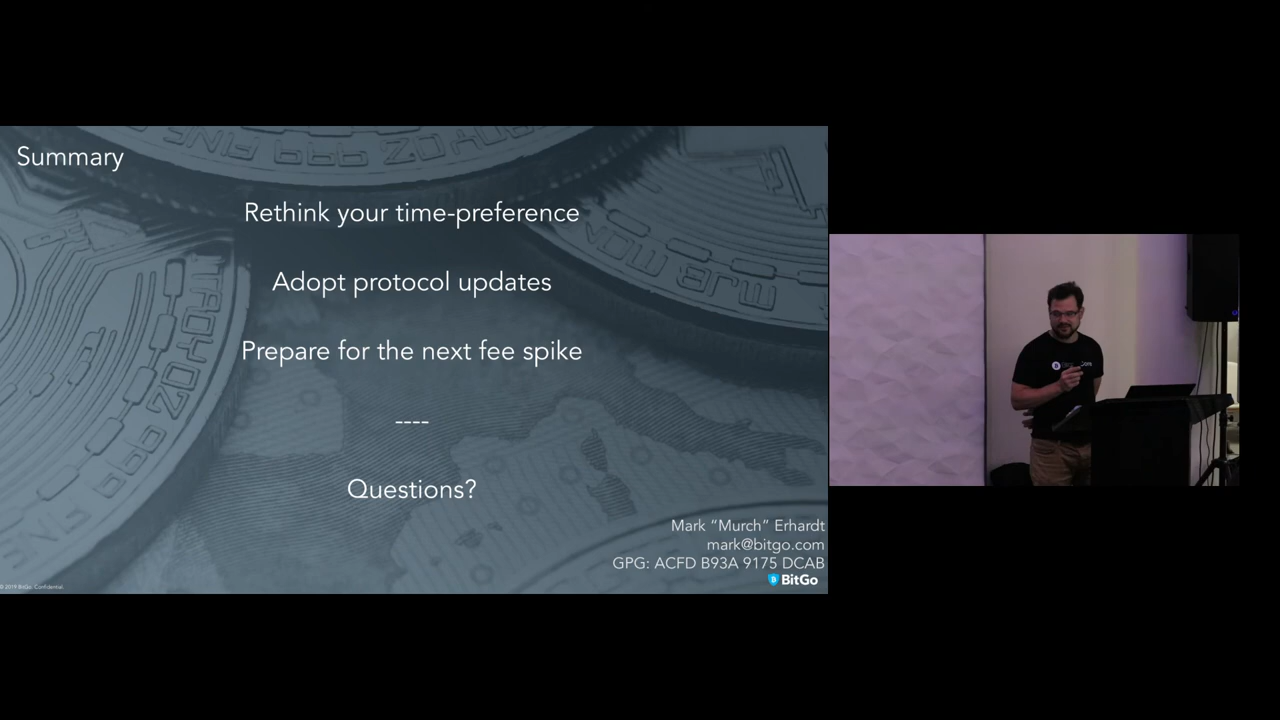 Summary
Rethink your time-preference
Adopt protocol updates
Prepare for the next fee spike
----
Questions?
Mark “Murch” Erhardt
mark@bitgo.com
GPG: ACFD B93A 9175 DCAB
BitGo
© 2019 BitGo. Confidential.